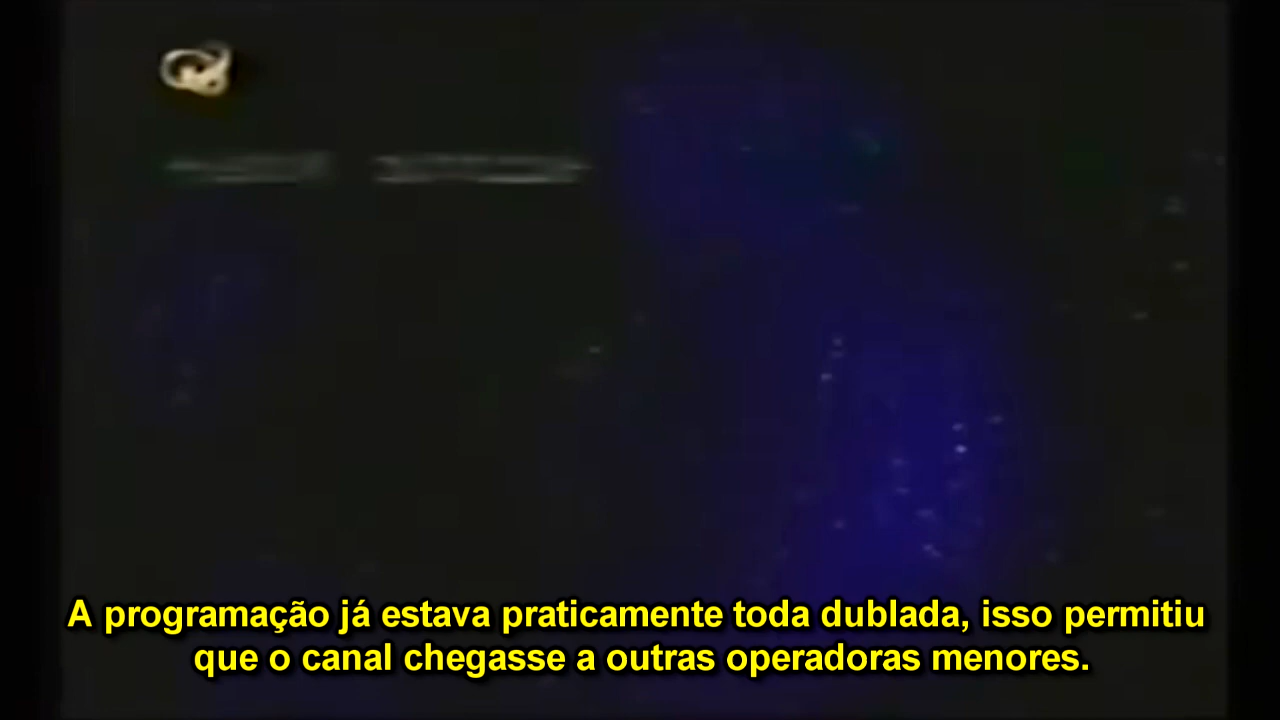 A programação já estava praticamente toda dublada, isso permitiu
que o canal chegasse a outras operadoras menores.